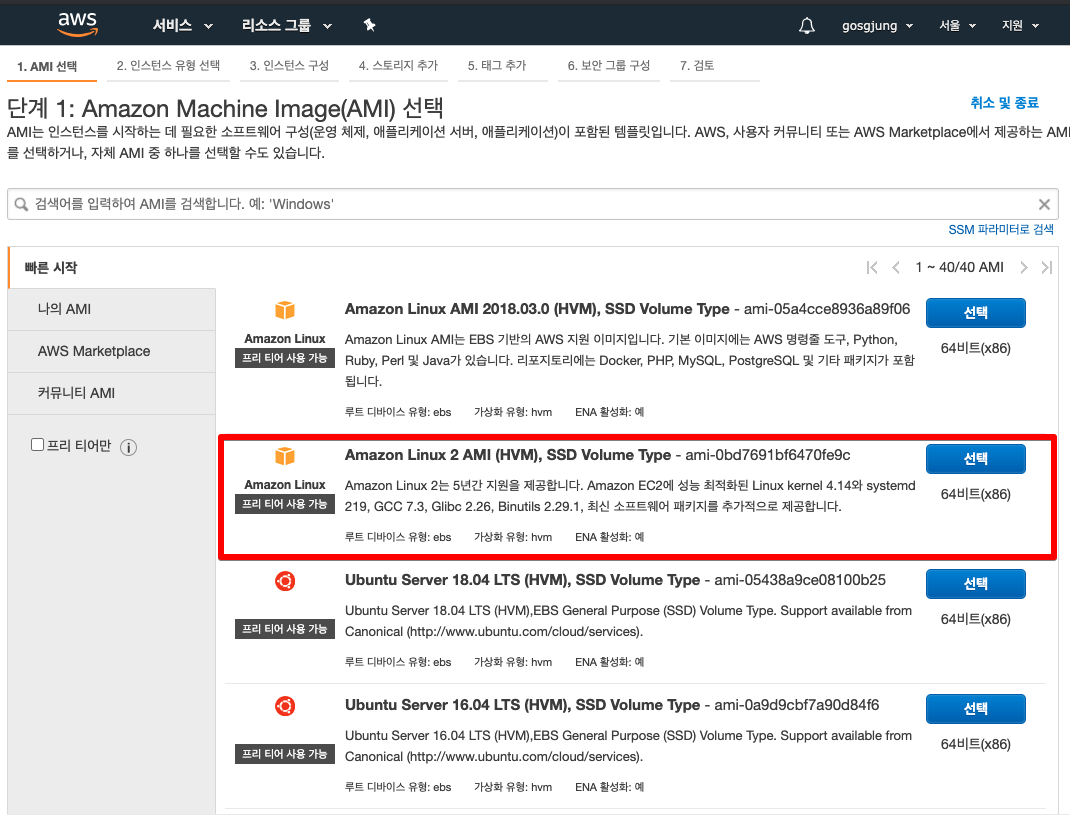 aws 서비스 리소스 그룹 gosgjung 서울 지원
1. AMI 선택 2. 인스턴스 유형 선택 3. 인스턴스 구성 4. 스토리지 추가 5. 태그 추가 6. 보안 그룹 구성 7. 검토
단계 1: Amazon Machine Image(AMI) 선택
취소 및 종료
AMI는 인스턴스를 시작하는 데 필요한 소프트웨어 구성(운영 체제, 애플리케이션 서버, 애플리케이션)이 포함된 템플릿입니다. AWS, 사용자 커뮤니티 또는 AWS Marketplace에서 제공하는 AMI
를 선택하거나, 자체 AMI 중 하나를 선택할 수도 있습니다.
검색어를 입력하여 AMI를 검색합니다. 예: 'Windows'
SSM 파라미터로 검색
빠른 시작
나의 AMI
AWS Marketplace
커뮤니티 AMI
프리 티어만
1 ~ 40/40 AMI
Amazon Linux
프리 티어 사용 가능
Amazon Linux AMI 2018.03.0 (HVM), SSD Volume Type - ami-05a4cce8936a89f06
Amazon Linux AMI는 EBS 기반의 AWS 지원 이미지입니다. 기본 이미지에는 AWS 명령줄 도구, Python,
Ruby, Perl 및 Java가 있습니다. 리포지토리에는 Docker, PHP, MySQL, PostgreSQL 및 기타 패키지가 포함
됩니다.
루트 디바이스 유형: ebs 가상화 유형: hvm ENA 활성화: 예
선택
64비트(x86)
Amazon Linux
프리 티어 사용 가능
Amazon Linux 2 AMI (HVM), SSD Volume Type - ami-0bd7691bf6470fe9c
Amazon Linux 2는 5년간 지원을 제공합니다. Amazon EC2에 성능 최적화된 Linux kernel 4.14와 systemd
219, GCC 7.3, Glibc 2.26, Binutils 2.29.1, 최신 소프트웨어 패키지를 추가적으로 제공합니다.
루트 디바이스 유형: ebs 가상화 유형: hvm ENA 활성화: 예
선택
64비트(x86)
프리 티어 사용 가능
Ubuntu Server 18.04 LTS (HVM), SSD Volume Type - ami-05438a9ce08100b25
Ubuntu Server 18.04 LTS (HVM),EBS General Purpose (SSD) Volume Type. Support available from
Canonical (http://www.ubuntu.com/cloud/services).
루트 디바이스 유형: ebs 가상화 유형: hvm ENA 활성화: 예
선택
64비트(x86)
프리 티어 사용 가능
Ubuntu Server 16.04 LTS (HVM), SSD Volume Type - ami-0a9d9cbf7a90d84f6
Ubuntu Server 16.04 LTS (HVM),EBS General Purpose (SSD) Volume Type. Support available from
Canonical (http://www.ubuntu.com/cloud/services).
루트 디바이스 유형: ebs 가상화 유형: hvm ENA 활성화: 예
선택
64비트(x86)